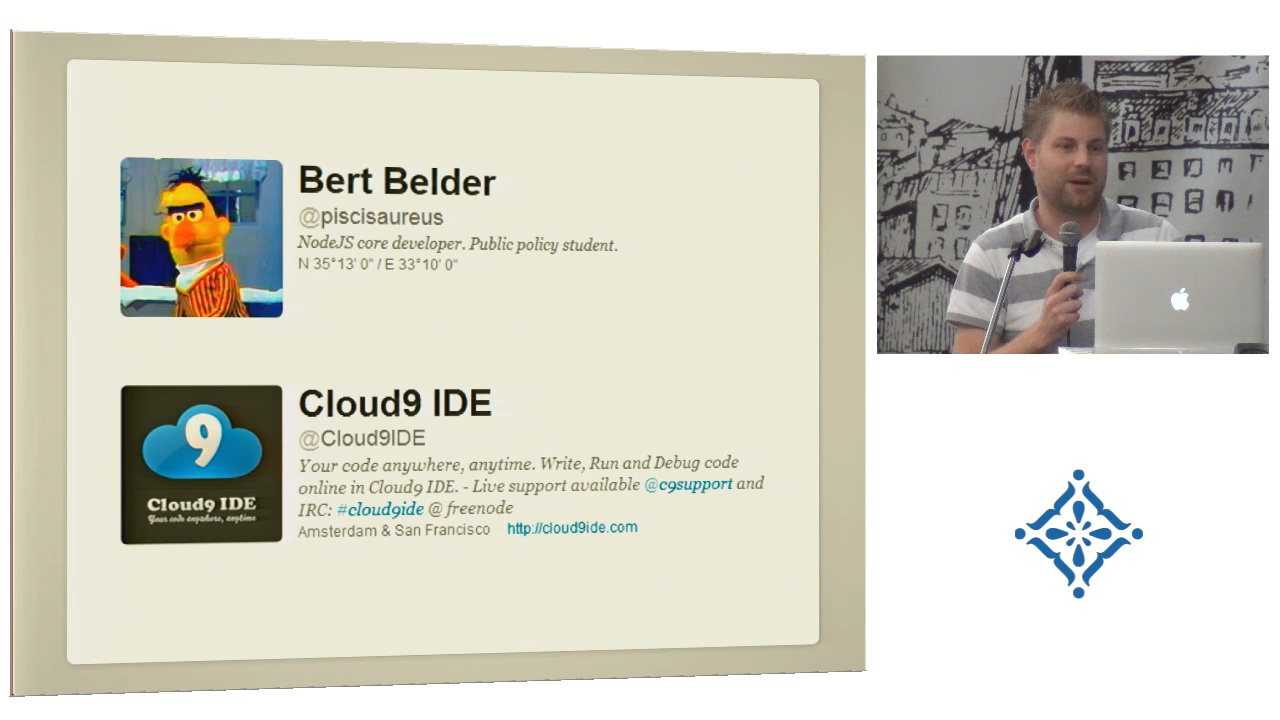 Bert Belder
@piscisaureus
NodeJS core developer. Public policy student.
N 35°13' 0" / E 33°10' 0"
9
Cloud9 IDE
Your code anywhere, anytime
Cloud9 IDE
@Cloud9IDE
Your code anywhere, anytime. Write, Run and Debug code
online in Cloud9 IDE. - Live support available @c9support and
IRC: #cloud9ide @ freenode
Amsterdam & San Francisco · http://cloud9ide.com